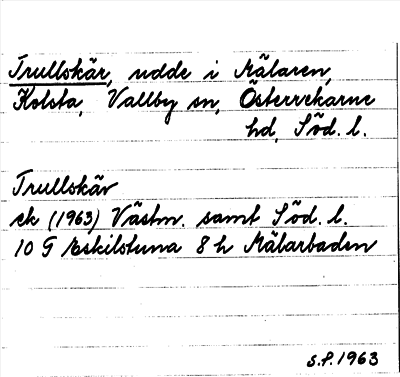 Trullskär, udde i Mälaren,
Kolsta, Vallby sn, Österrekarne
hd, Söd. l.
Trullskär
ek (1963) Västm. samt Söd. l.
10 G Eskilstuna 8 h Mälarbaden
S.P. 1963